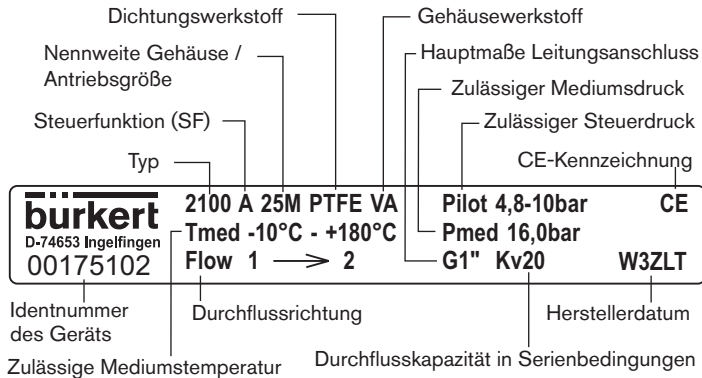 Dichtungswerkstoff
Gehäusewerkstoff
Nennweite Gehäuse /
Antriebsgröße
Hauptmaße Leitungsanschluss
Zulässiger Mediumsdruck
Steuerfunktion (SF)
Zulässiger Steuerdruck
Typ
CE-Kennzeichnung
bürkert
D-74653 Ingelfingen
00175102
2100 A 25M PTFE VA
Tmed -10°C - +180°C
Flow 1 → 2
Pilot 4,8-10bar
CE
Pmed 16,0bar
G1" Kv20
W3ZLT
Identnummer
des Geräts
Durchflussrichtung
Herstellerdatum
Zulässige Mediumstemperatur
Durchflusskapazität in Serienbedingungen